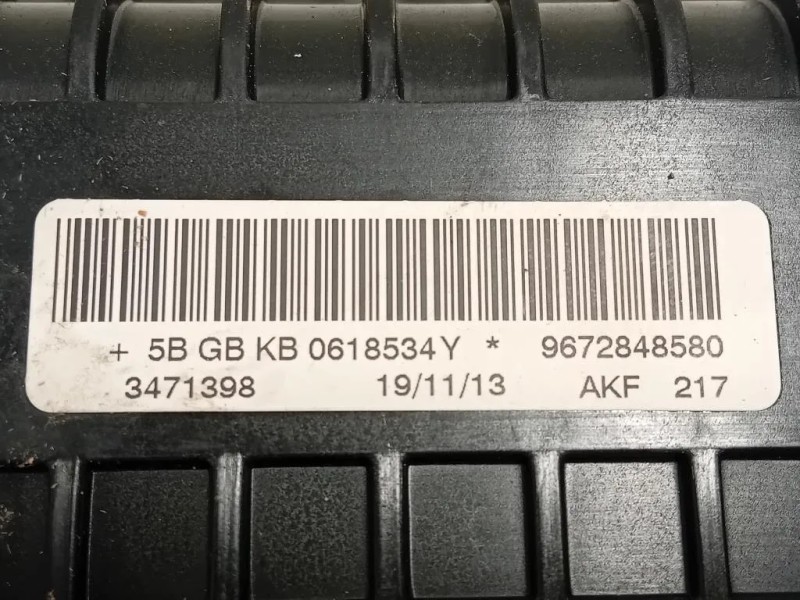 + 5B GB KB 0618534Y * 9672848580
3471398 19/11/13 AKF 217